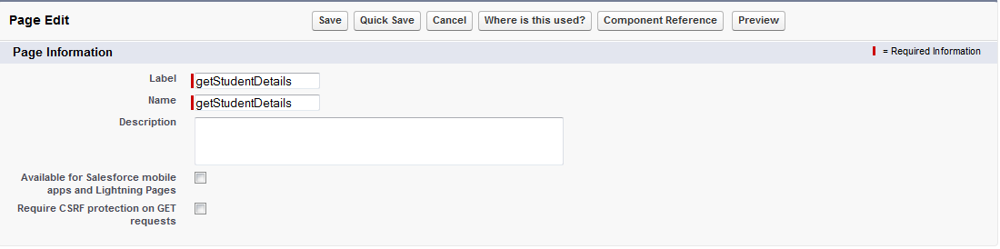 Page Edit
Save Quick Save Cancel Where is this used? Component Reference Preview
Page Information
= Required Information
Label getStudentDetails
Name getStudentDetails
Description
Available for Salesforce mobile
apps and Lightning Pages
Require CSRF protection on GET
requests